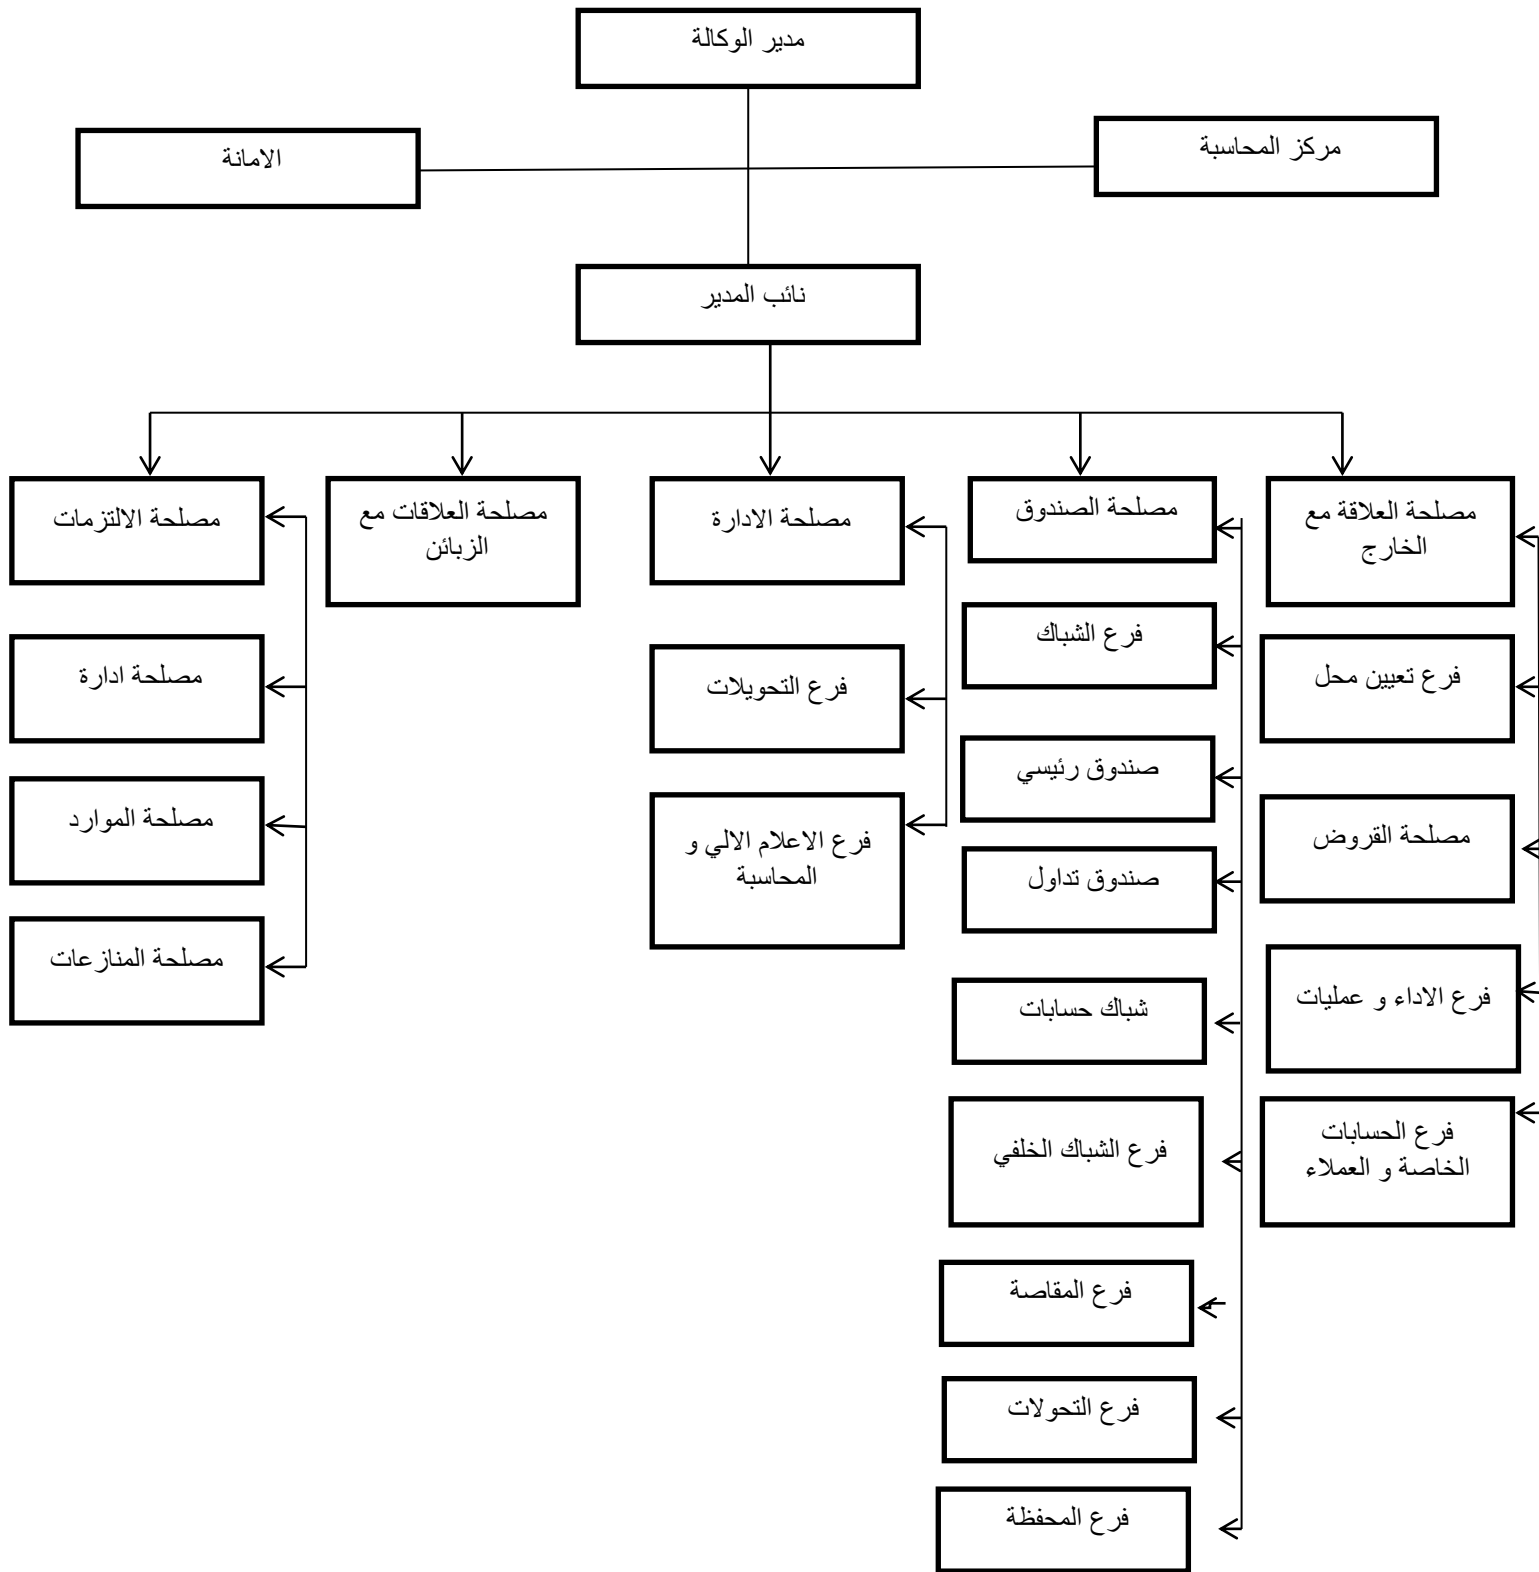 مدير الوكالة
مركز المحاسبة
الامانة
نائب المدير
مصلحة العلاقة مع
الخارج
فرع تعيين محل
مصلحة القروض
فرع الاداء و عمليات
فرع الحسابات
الخاصة و العملاء
مصلحة الصندوق
فرع الشباك
صندوق رئيسي
صندوق تداول
شباك حسابات
فرع الشباك الخلفي
فرع المقاصة
فرع التحولات
فرع المحفظة
مصلحة الادارة
فرع التحويلات
فرع الاعلام الالي و
المحاسبة
مصلحة العلاقات مع
الزبائن
مصلحة الالتزمات
مصلحة ادارة
مصلحة الموارد
مصلحة المنازعات